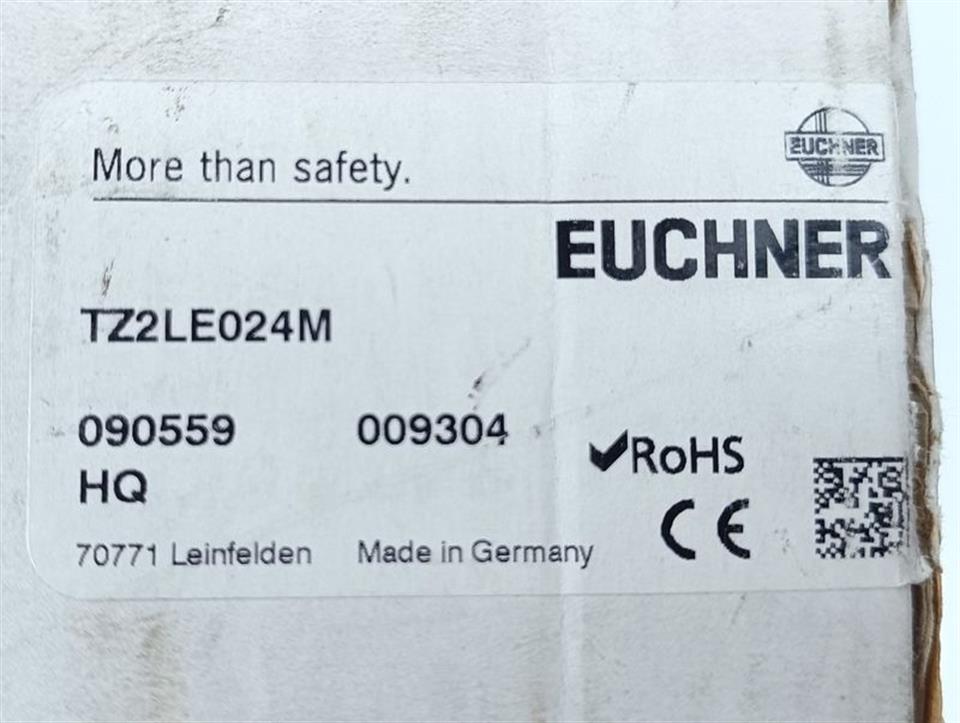 EUCHNER
More than safety.
EUCHNER
TZ2LE024M
090559 009304
HQ
RoHS
CE
70771 Leinfelden Made in Germany